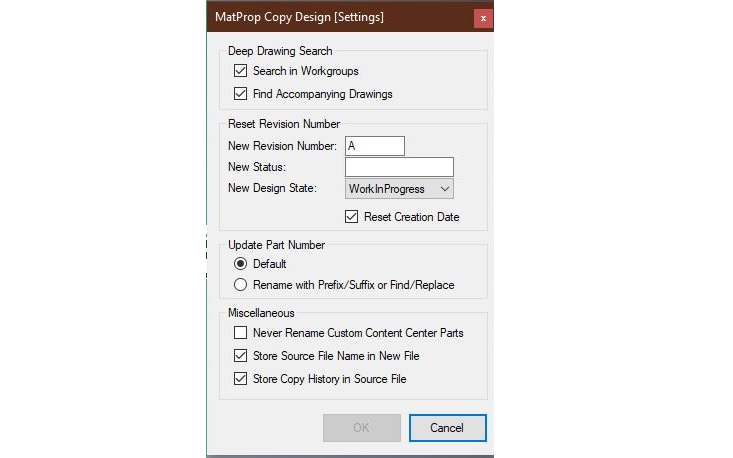 MatProp Copy Design [Settings]
x
Deep Drawing Search
Search in Workgroups
Find Accompanying Drawings
Reset Revision Number
New Revision Number: A
New Status:
New Design State: WorkInProgress
Reset Creation Date
Update Part Number
Default
Rename with Prefix/Suffix or Find/Replace
Miscellaneous
Never Rename Custom Content Center Parts
Store Source File Name in New File
Store Copy History in Source File
OK Cancel